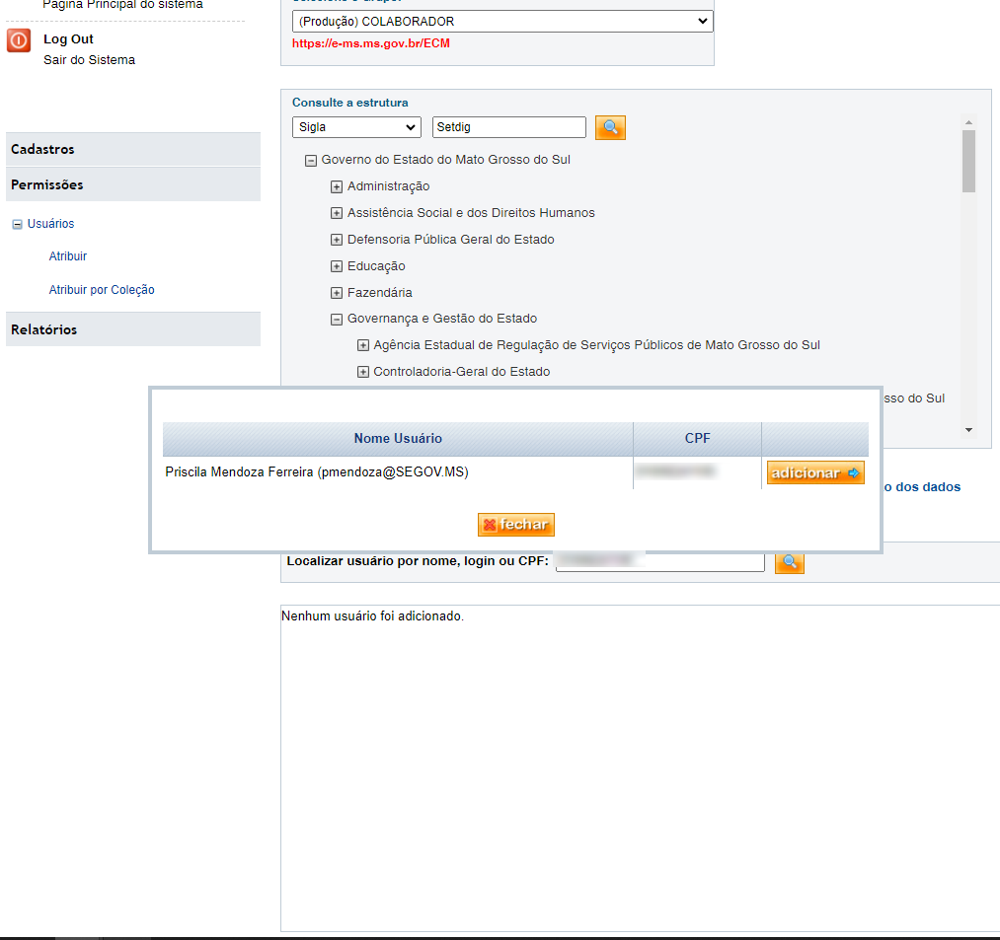 Página Principal do sistema
Log Out
Sair do Sistema
Cadastros
Permissões
Usuários
Atribuir
Atribuir por Coleção
Relatórios
(Produção) COLABORADOR
https://e-ms.ms.gov.br/ECM
Consulte a estrutura
Sigla Setdig
Governo do Estado do Mato Grosso do Sul
Administração
Assistência Social e dos Direitos Humanos
Defensoria Pública Geral do Estado
Educação
Fazendária
Governança e Gestão do Estado
Agência Estadual de Regulação de Serviços Públicos de Mato Grosso do Sul
Controladoria-Geral do Estado
sso do Sul
Nome Usuário CPF
Priscila Mendoza Ferreira (pmendoza@SEGOV.MS) adicionar
o dos dados
fechar
Localizar usuário por nome, login ou CPF:
Nenhum usuário foi adicionado.